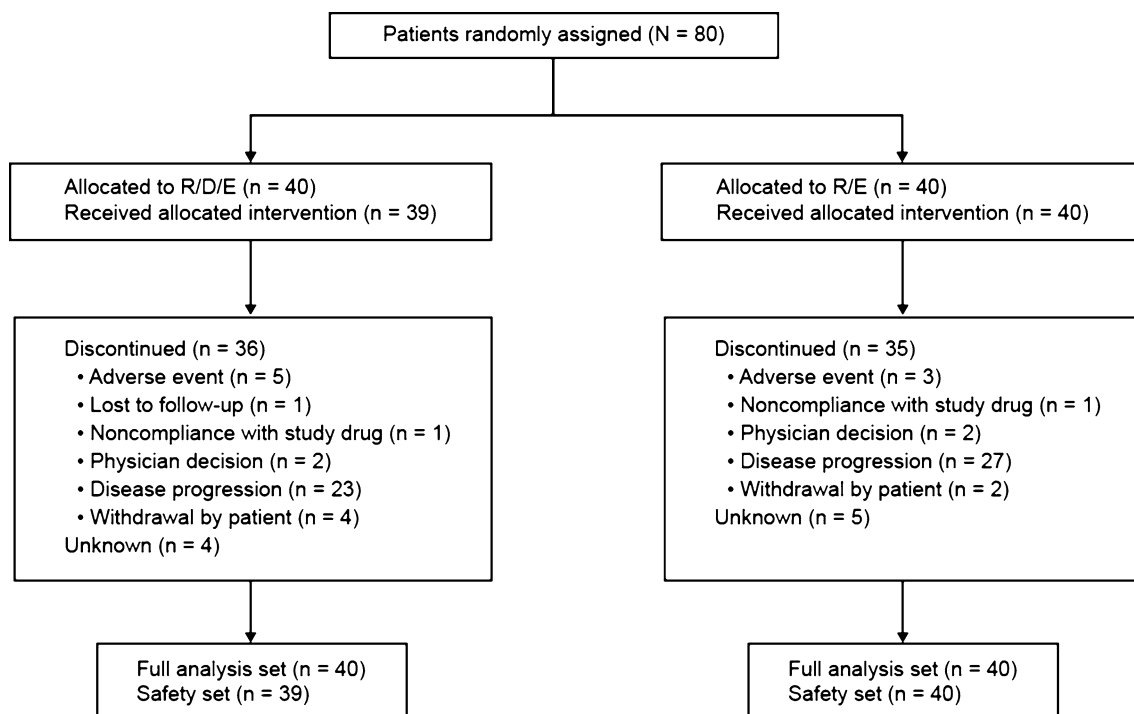 Patients randomly assigned (N = 80)
Allocated to R/D/E (n = 40)
Received allocated intervention (n = 39)
Allocated to R/E (n = 40)
Received allocated intervention (n = 40)
Discontinued (n = 36)
• Adverse event (n = 5)
• Lost to follow-up (n = 1)
• Noncompliance with study drug (n = 1)
• Physician decision (n = 2)
• Disease progression (n = 23)
• Withdrawal by patient (n = 4)
Unknown (n = 4)
Discontinued (n = 35)
• Adverse event (n = 3)
• Noncompliance with study drug (n = 1)
• Physician decision (n = 2)
• Disease progression (n = 27)
• Withdrawal by patient (n = 2)
Unknown (n = 5)
Full analysis set (n = 40)
Safety set (n = 39)
Full analysis set (n = 40)
Safety set (n = 40)